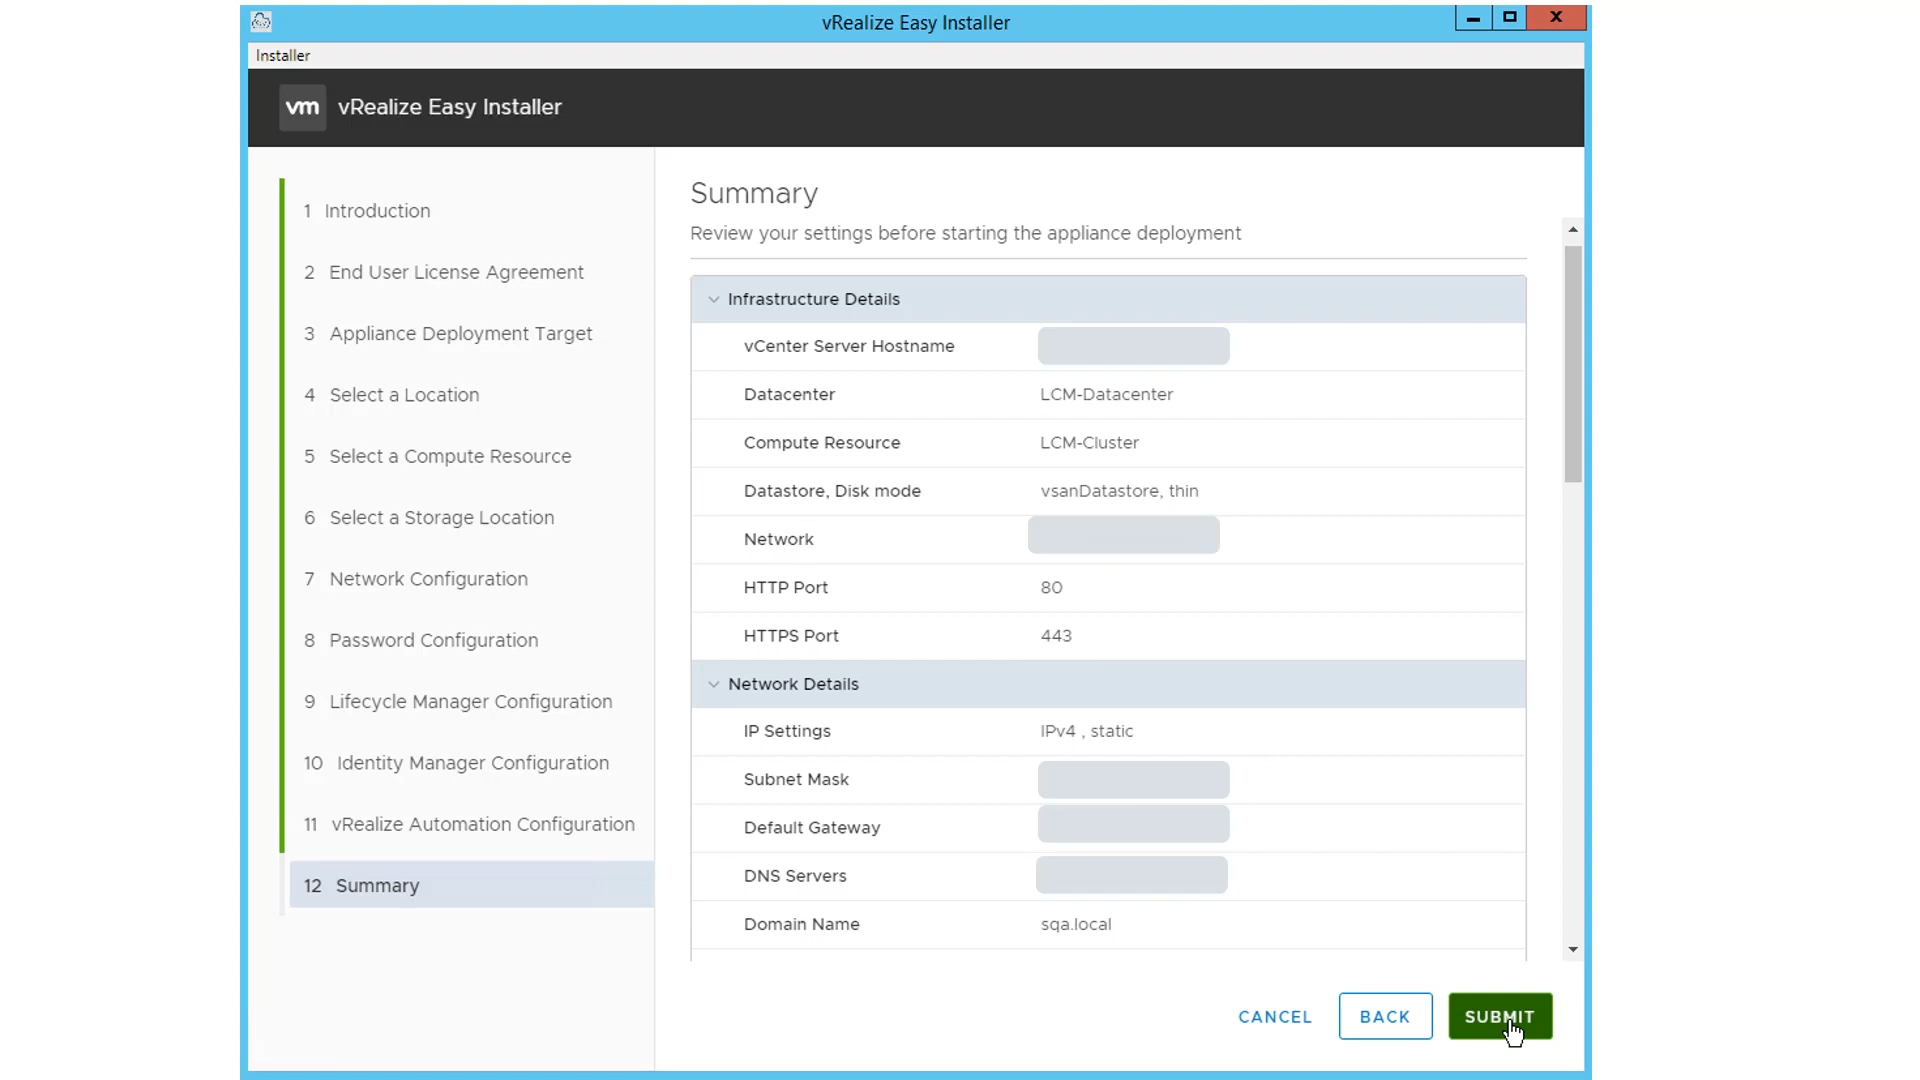 vRealize Easy Installer
Installer
vm vRealize Easy Installer
1 Introduction
2 End User License Agreement
3 Appliance Deployment Target
4 Select a Location
5 Select a Compute Resource
6 Select a Storage Location
7 Network Configuration
8 Password Configuration
9 Lifecycle Manager Configuration
10 Identity Manager Configuration
11 vRealize Automation Configuration
12 Summary
Summary
Review your settings before starting the appliance deployment
Infrastructure Details
vCenter Server Hostname
Datacenter LCM-Datacenter
Compute Resource LCM-Cluster
Datastore, Disk mode vsanDatastore, thin
Network
HTTP Port 80
HTTPS Port 443
Network Details
IP Settings IPv4 , static
Subnet Mask
Default Gateway
DNS Servers
Domain Name sqa.local
CANCEL BACK SUBMIT